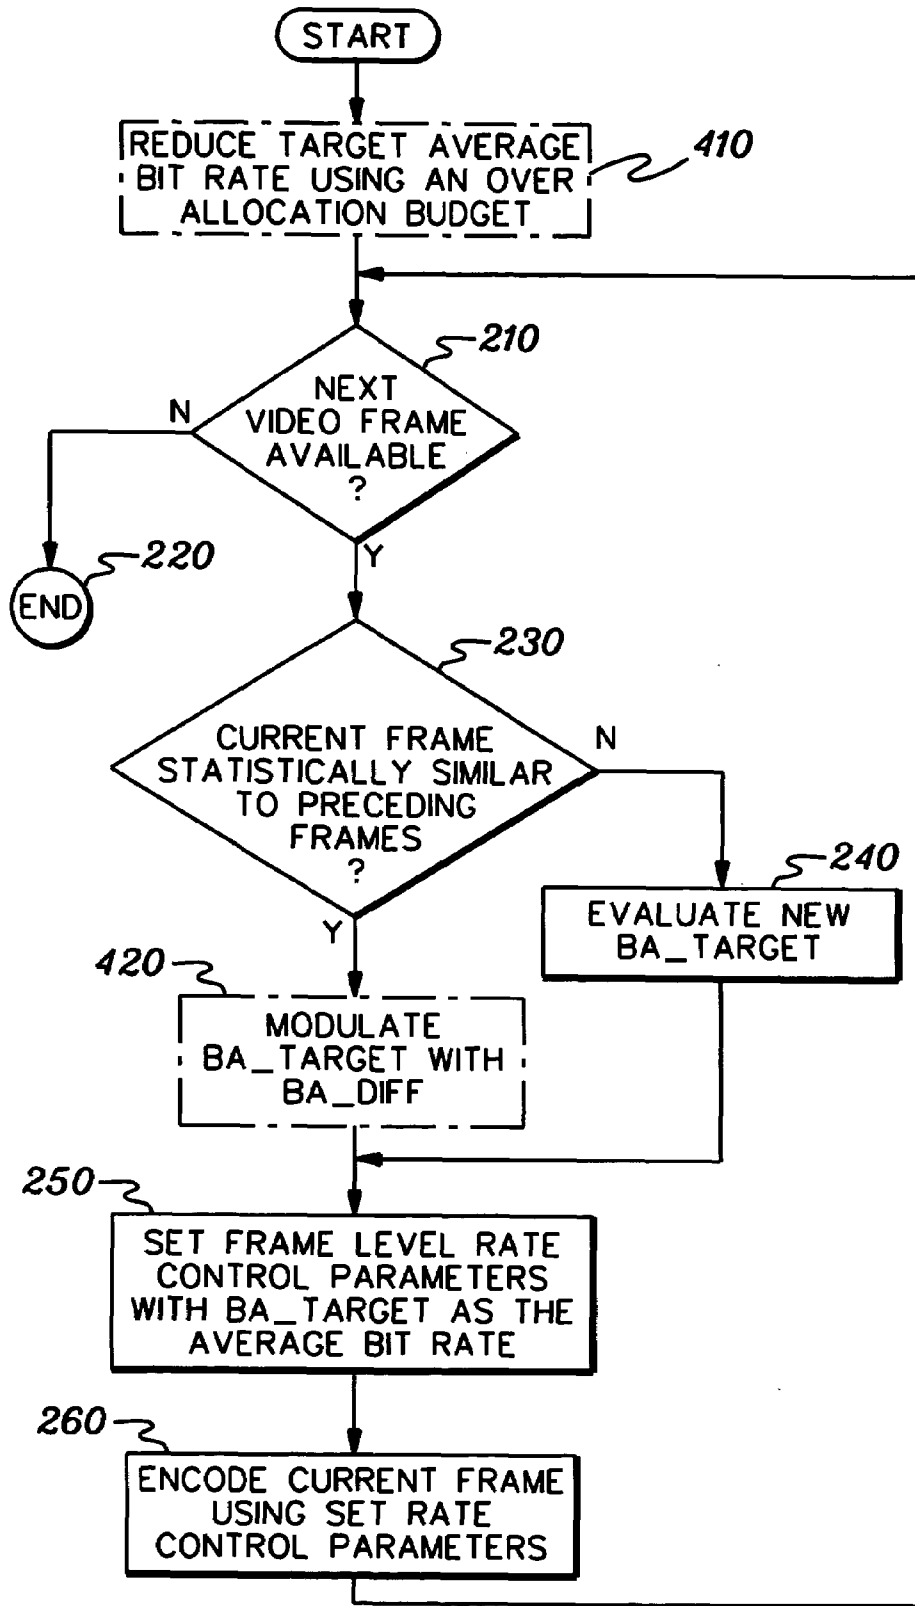 START
REDUCE TARGET AVERAGE
BIT RATE USING AN OVER
ALLOCATION BUDGET
410
210
NEXT
VIDEO FRAME
AVAILABLE
?
N
Y
220
END
230
CURRENT FRAME
STATISTICALLY SIMILAR
TO PRECEDING
FRAMES
?
N
Y
240
EVALUATE NEW
BA_TARGET
420
MODULATE
BA_TARGET WITH
BA_DIFF
250
SET FRAME LEVEL RATE
CONTROL PARAMETERS
WITH BA_TARGET AS THE
AVERAGE BIT RATE
260
ENCODE CURRENT FRAME
USING SET RATE
CONTROL PARAMETERS